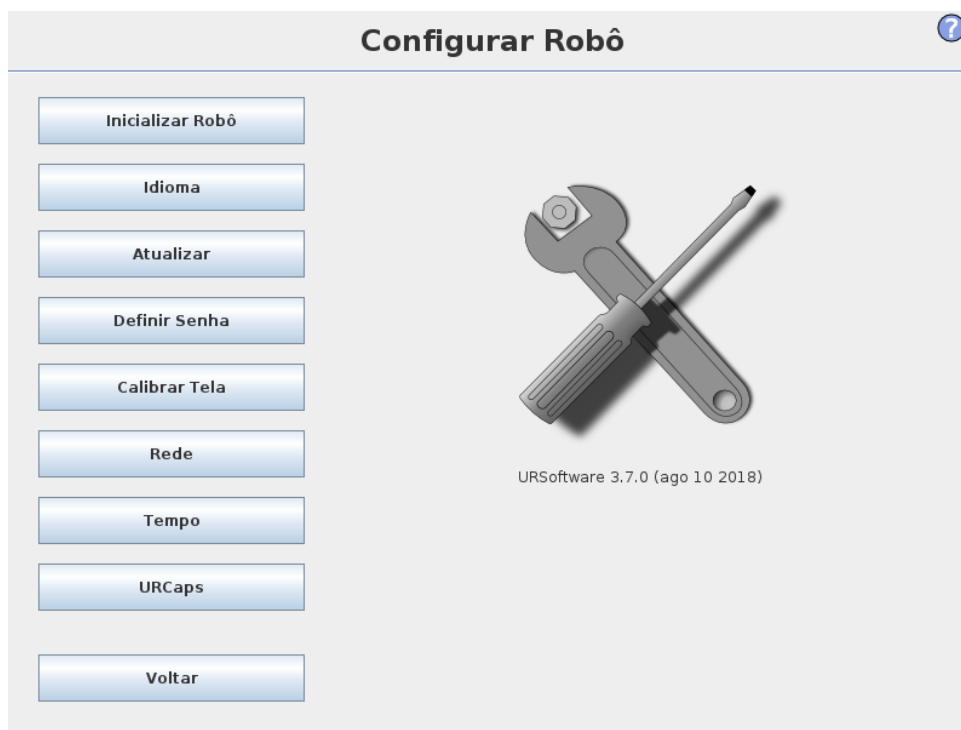 Configurar Robô
?
Inicializar Robô
Idioma
Atualizar
Definir Senha
Calibrar Tela
Rede
Tempo
URCaps
Voltar
URSoftware 3.7.0 (ago 10 2018)